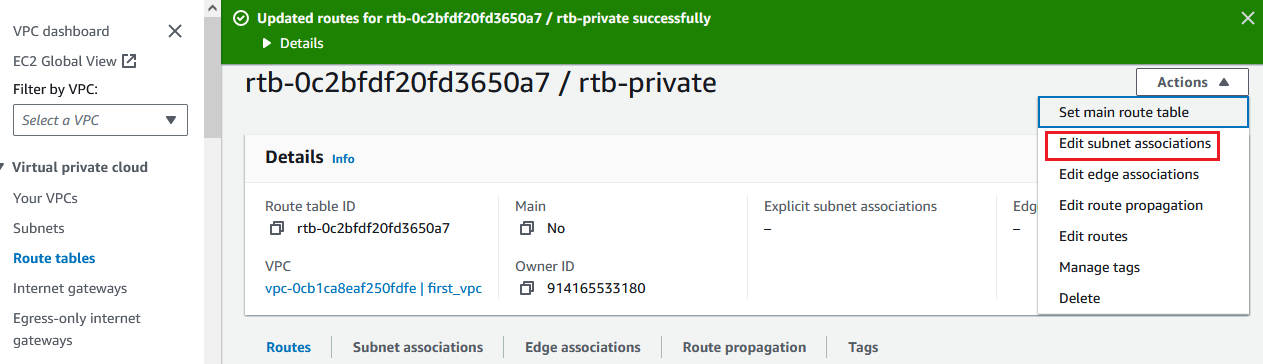 VPC dashboard
EC2 Global View
Filter by VPC:
Select a VPC
Virtual private cloud
Your VPCs
Subnets
Route tables
Internet gateways
Egress-only internet
gateways
Updated routes for rtb-0c2bfdf20fd3650a7 / rtb-private successfully
Details
rtb-0c2bfdf20fd3650a7 / rtb-private
Actions
Set main route table
Edit subnet associations
Edit edge associations
Edit route propagation
Edit routes
Manage tags
Delete
Details Info
Route table ID
rtb-0c2bfdf20fd3650a7
Main
No
Explicit subnet associations
–
Edg
–
VPC
vpc-0cb1ca8eaf250fdfe | first_vpc
Owner ID
914165533180
Routes
Subnet associations
Edge associations
Route propagation
Tags